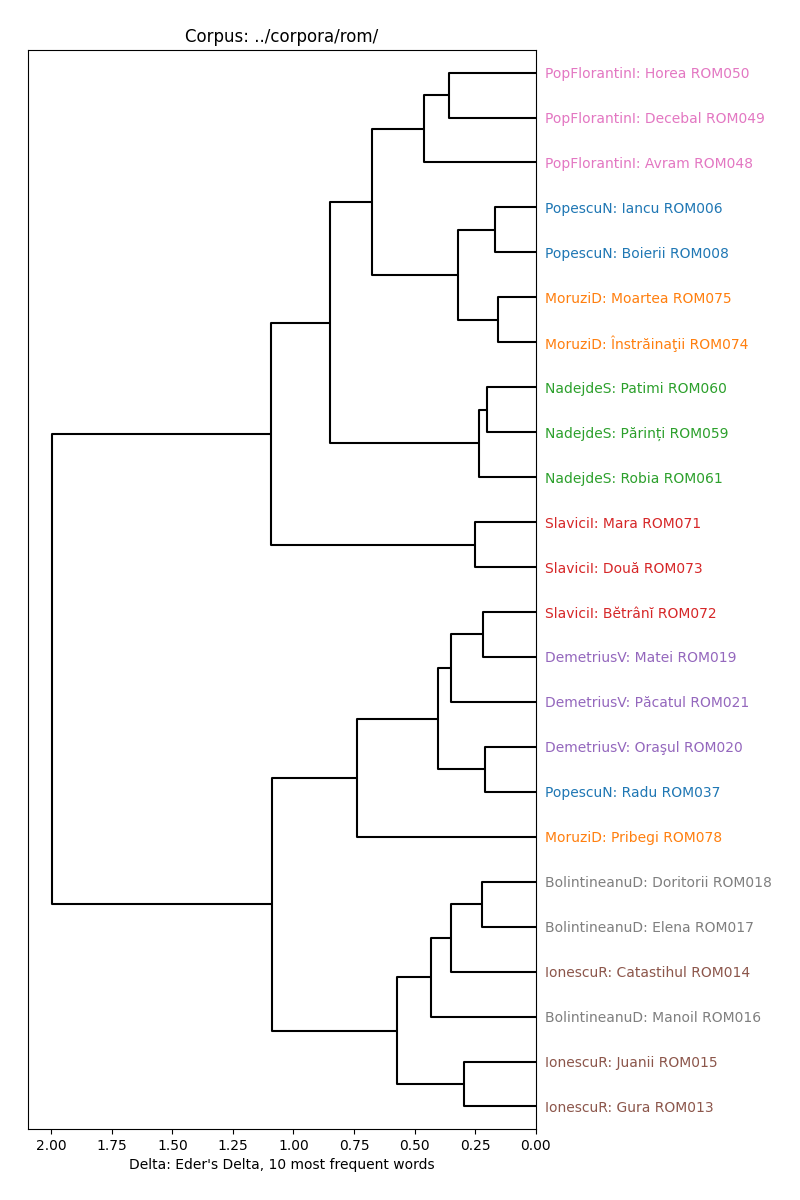 Corpus: ../corpora/rom/
PopFlorantinI: Horea ROM050
PopFlorantinI: Decebal ROM049
PopFlorantinI: Avram ROM048
PopescuN: Iancu ROM006
PopescuN: Boierii ROM008
MoruziD: Moartea ROM075
MoruziD: Înstrăinaţii ROM074
NadejdeS: Patimi ROM060
NadejdeS: Părinți ROM059
NadejdeS: Robia ROM061
SlaviciI: Mara ROM071
SlaviciI: Două ROM073
SlaviciI: Bĕtrânĭ ROM072
DemetriusV: Matei ROM019
DemetriusV: Păcatul ROM021
DemetriusV: Oraşul ROM020
PopescuN: Radu ROM037
MoruziD: Pribegi ROM078
BolintineanuD: Doritorii ROM018
BolintineanuD: Elena ROM017
IonescuR: Catastihul ROM014
BolintineanuD: Manoil ROM016
IonescuR: Juanii ROM015
IonescuR: Gura ROM013
2.00 1.75 1.50 1.25 1.00 0.75 0.50 0.25 0.00
Delta: Eder's Delta, 10 most frequent words